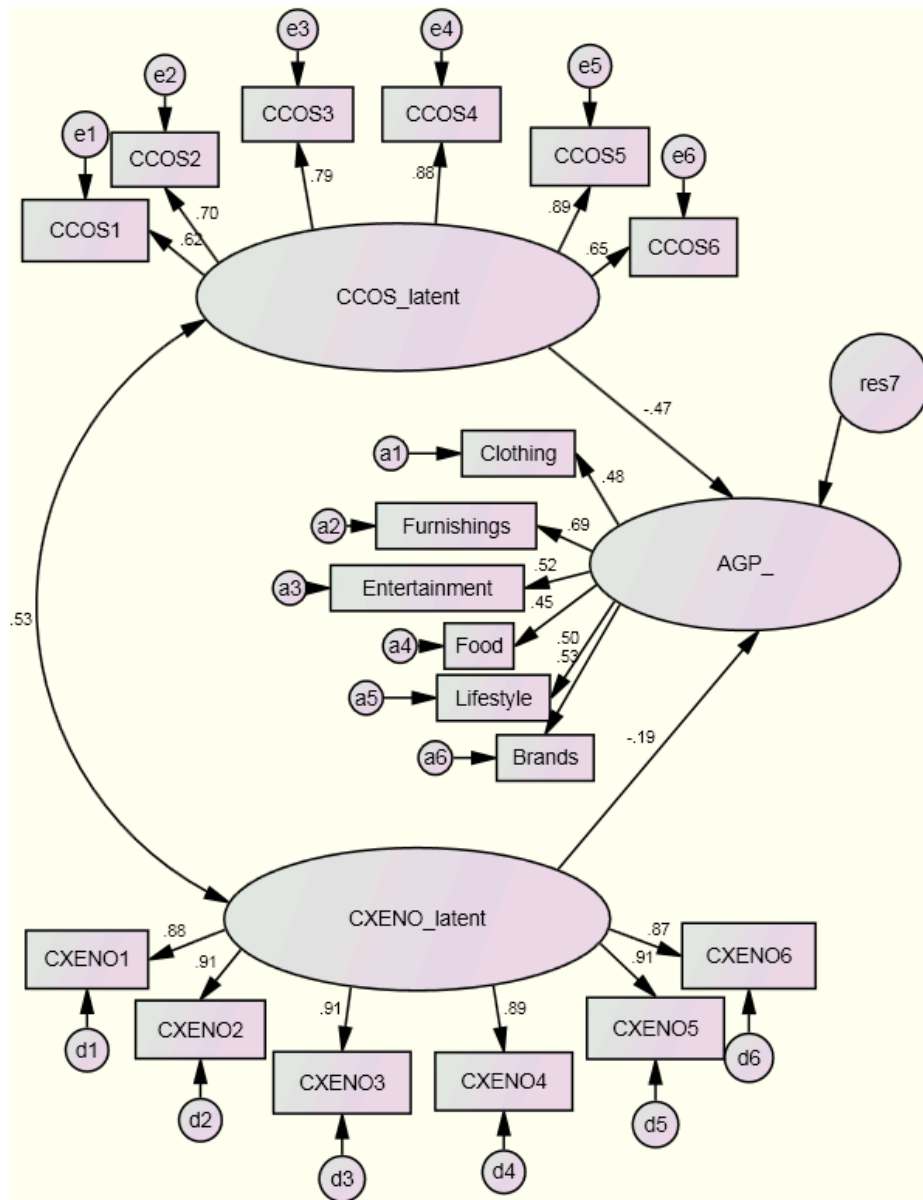 e3
e4
e5
e2
CCOS3
CCOS4
e1
CCOS2
CCOS5
e6
.79
.88
CCOS1
.70
.89
CCOS6
.62
.65
CCOS_latent
res7
-.47
a1
Clothing
.48
a2
Furnishings
.69
AGP_
a3
Entertainment
.52
.45
.53
a4
Food
.50
.53
a5
Lifestyle
-.19
a6
Brands
CXENO_latent
.88
.87
CXENO1
.91
.91
CXENO6
CXENO2
.91
.89
CXENO5
d1
CXENO3
CXENO4
d6
d2
d5
d3
d4